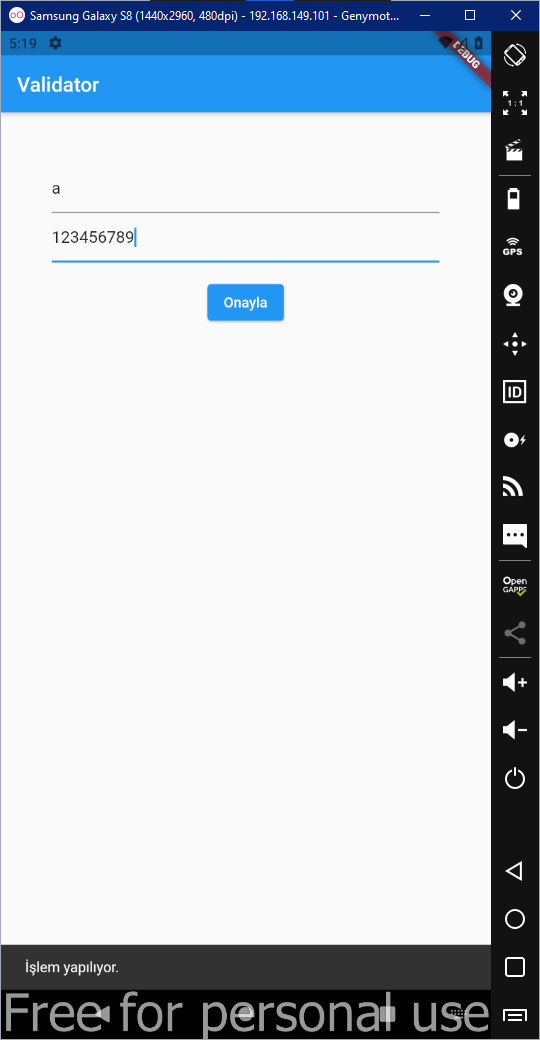 Samsung Galaxy S8 (1440x2960, 480dpi) - 192.168.149.101 - Genymot...
5:19
DEBUG
Validator
1:1
a
GPS
123456789
Onayla
ID
Open
GAPPS
İşlem yapılıyor.
Free for personal use